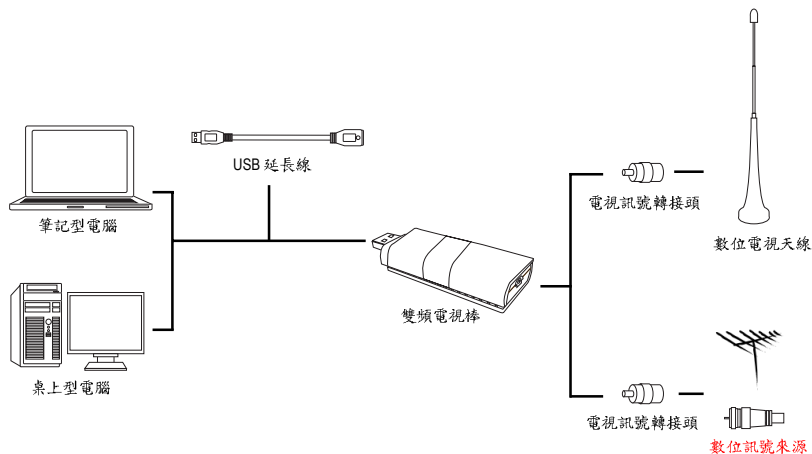 USB 延長線
筆記型電腦
電視訊號轉接頭
數位電視天線
雙頻電視棒
桌上型電腦
電視訊號轉接頭
數位訊號來源